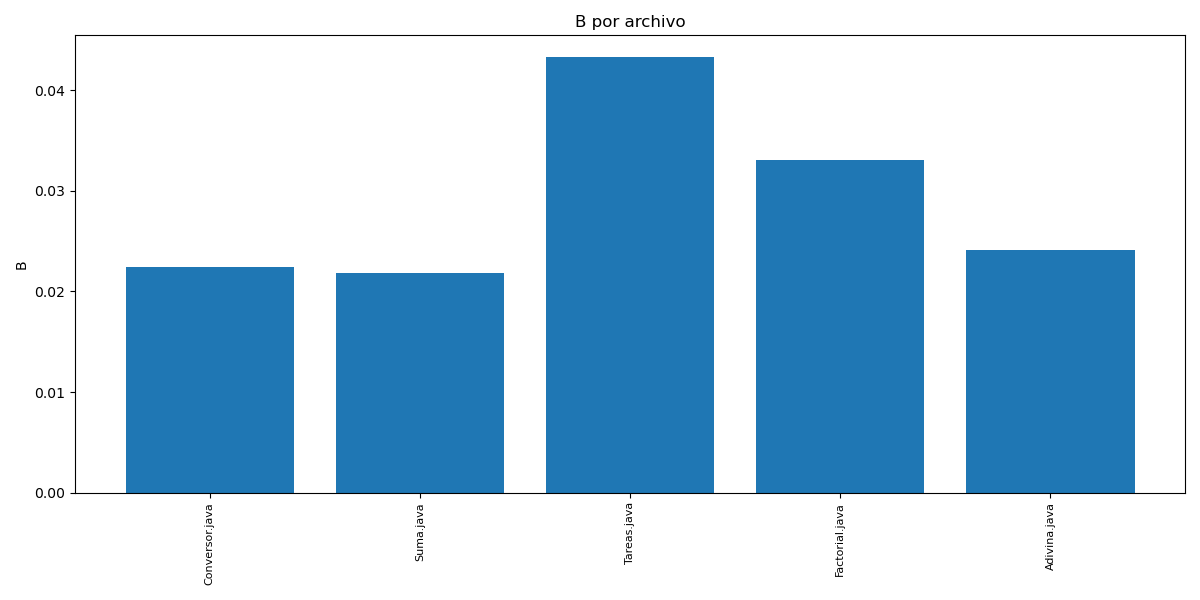 B por archivo
B
0.04
0.03
0.02
0.01
0.00
Conversor.java
Suma.java
Tareas.java
Factorial.java
Adivina.java